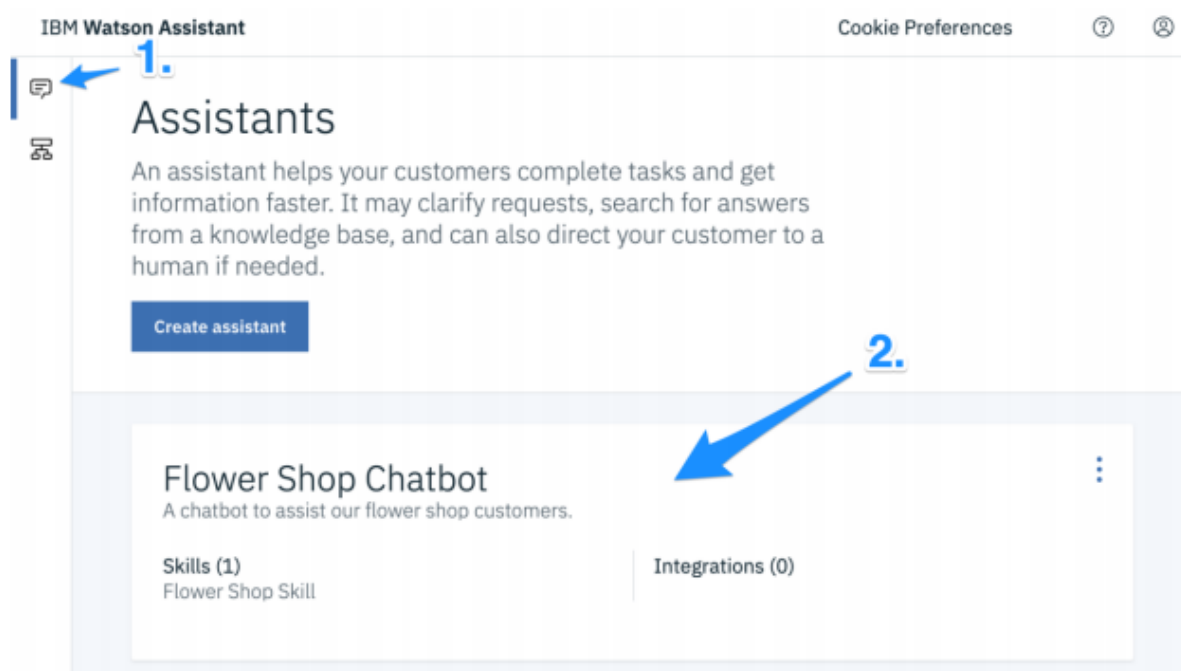 IBM Watson Assistant
Cookie Preferences
1.
Assistants
An assistant helps your customers complete tasks and get
information faster. It may clarify requests, search for answers
from a knowledge base, and can also direct your customer to a
human if needed.
Create assistant
2.
Flower Shop Chatbot
A chatbot to assist our flower shop customers.
Skills (1)
Flower Shop Skill
Integrations (0)